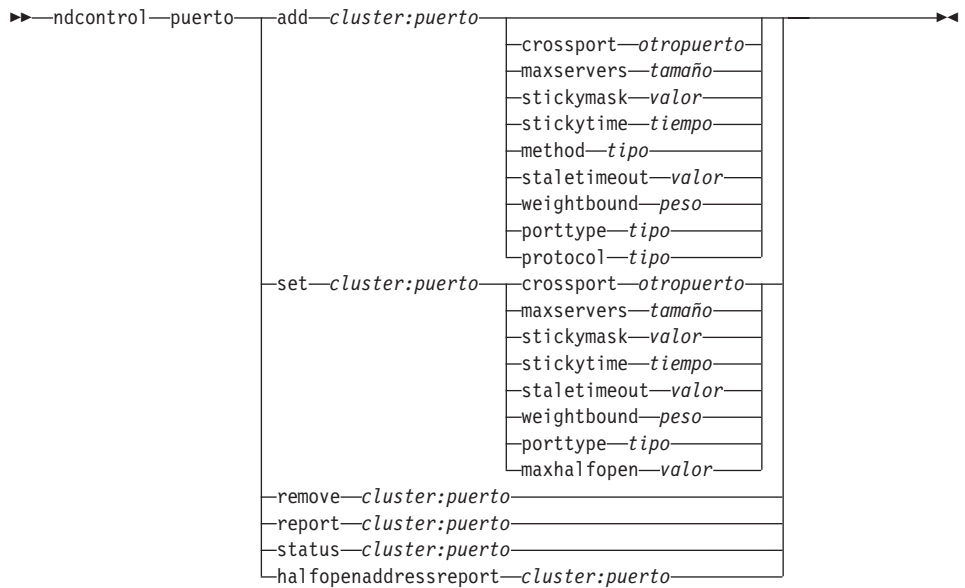 ndcontrol puerto add cluster:puerto
crossport otropuerto
maxservers tamaño
stickymask valor
stickytime tiempo
method tipo
staletimeout valor
weightbound peso
porttype tipo
protocol tipo
set cluster:puerto crossport otropuerto
maxservers tamaño
stickymask valor
stickytime tiempo
staletimeout valor
weightbound peso
porttype tipo
maxhalfopen valor
remove cluster:puerto
report cluster:puerto
status cluster:puerto
halfopenaddressreport cluster:puerto